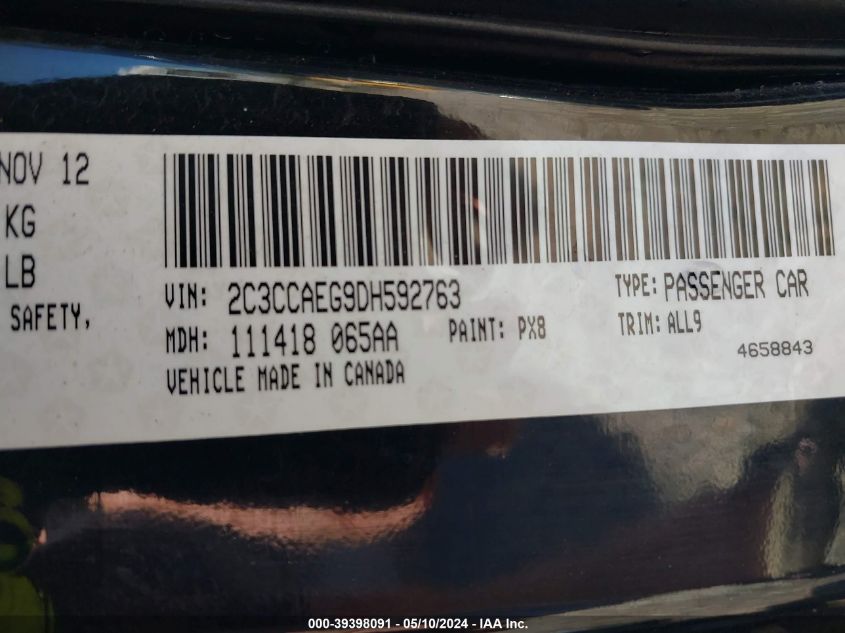 NOV 12
KG
LB
SAFETY,
VIN: 2C3CCAEG9DH592763
TYPE: PASSENGER CAR
MDH: 111418 065AA
PAINT: PX8
TRIM: ALL9
4658843
VEHICLE MADE IN CANADA
000-39398091 - 05/10/2024 - IAA Inc.